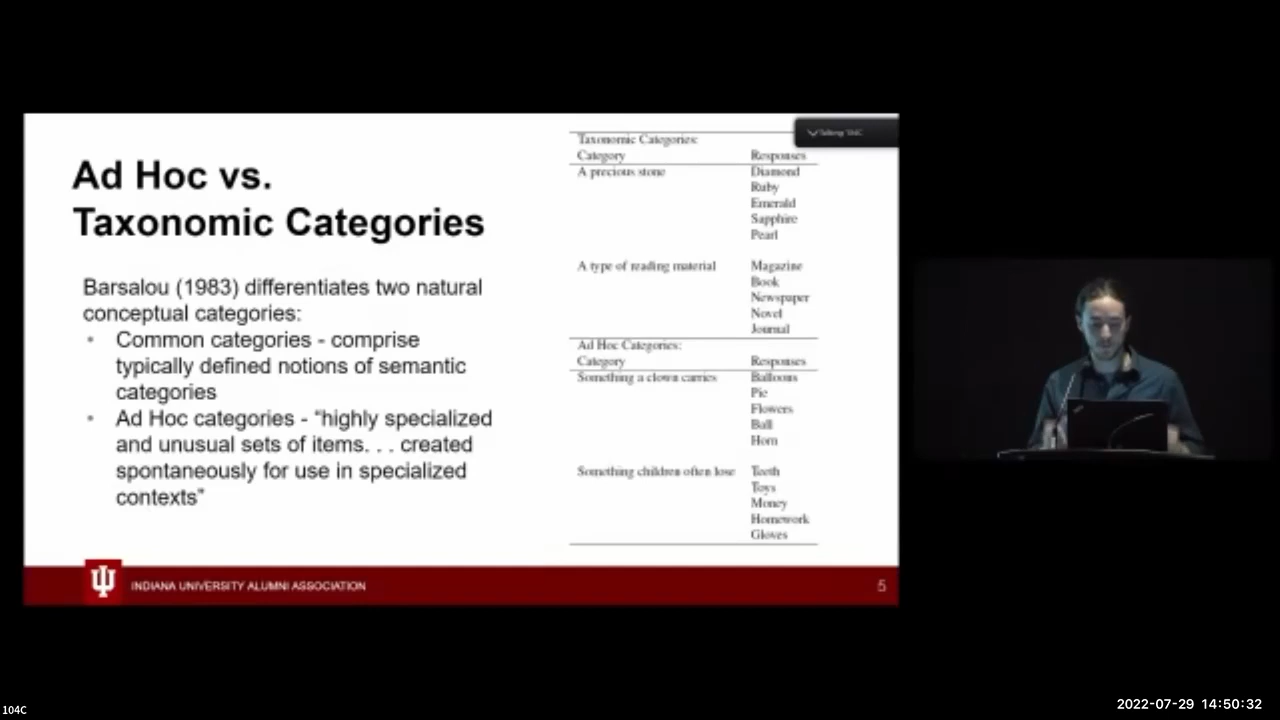 Ad Hoc vs.
Taxonomic Categories
Barsalou (1983) differentiates two natural
conceptual categories:
• Common categories - comprise
typically defined notions of semantic
categories
• Ad Hoc categories - “highly specialized
and unusual sets of items. . . created
spontaneously for use in specialized
contexts”
Taxonomic Categories:
Category Responses
A precious stone Diamond
Ruby
Emerald
Sapphire
Pearl
A type of reading material Magazine
Book
Newspaper
Novel
Journal
Ad Hoc Categories:
Category Responses
Something a clown carries Balloons
Pie
Flowers
Ball
Horn
Something children often lose Teeth
Toys
Money
Homework
Gloves
Talking: 104C
INDIANA UNIVERSITY ALUMNI ASSOCIATION
5
104C
2022-07-29 14:50:32